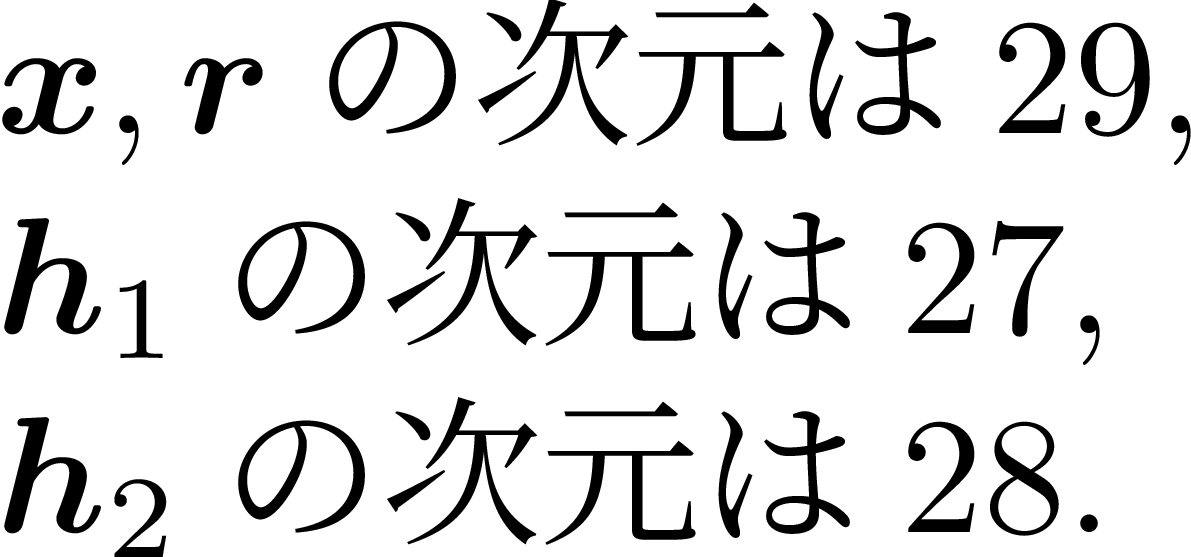 x, r の次元は 29,
h₁ の次元は 27,
h₂ の次元は 28.